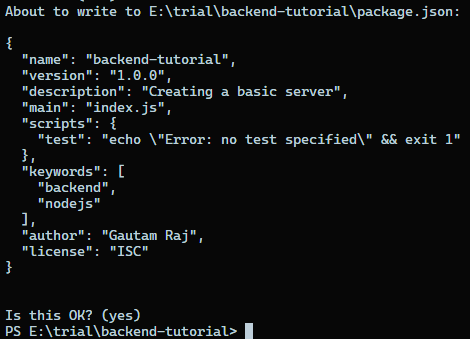 About to write to E:\trial\backend-tutorial\package.json:
{
"name": "backend-tutorial",
"version": "1.0.0",
"description": "Creating a basic server",
"main": "index.js",
"scripts": {
"test": "echo \"Error: no test specified\" && exit 1"
},
"keywords": [
"backend",
"nodejs"
],
"author": "Gautam Raj",
"license": "ISC"
}
Is this OK? (yes)
PS E:\trial\backend-tutorial>